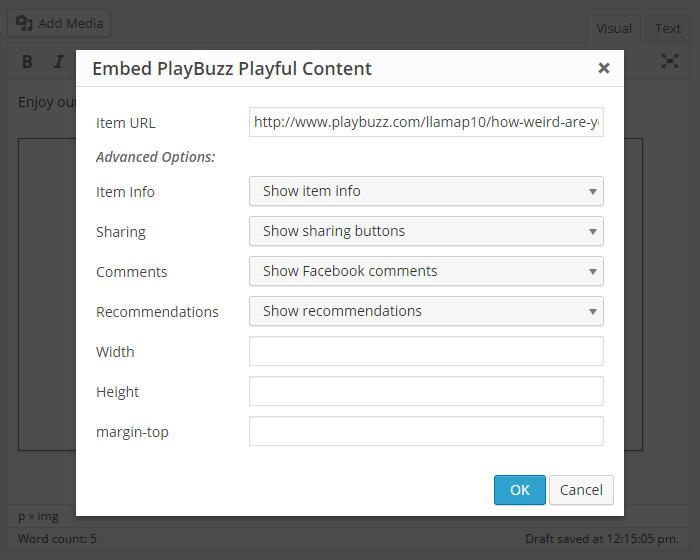 Add Media
Visual Text
B I
Embed PlayBuzz Playful Content
Enjoy ou
Item URL http://www.playbuzz.com/llamap10/how-weird-are-y
Advanced Options:
Item Info Show item info
Sharing Show sharing buttons
Comments Show Facebook comments
Recommendations Show recommendations
Width
Height
margin-top
OK Cancel
p » img
Word count: 5 Draft saved at 12:15:05 pm.